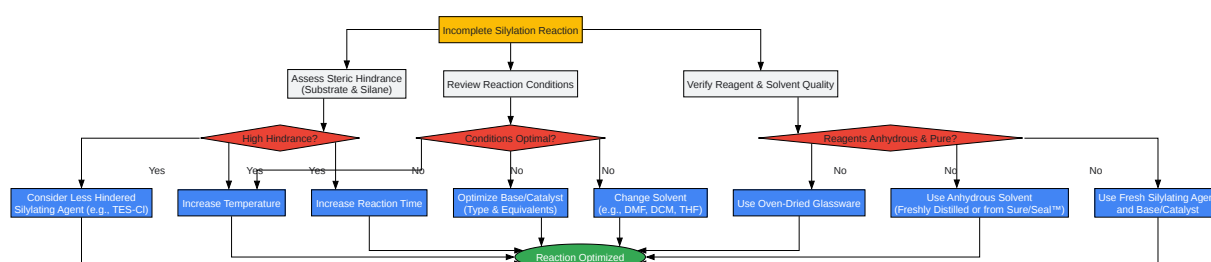 Incomplete Silylation Reaction
Assess Steric Hindrance
(Substrate & Silane)
Review Reaction Conditions
Verify Reagent & Solvent Quality
High Hindrance?
Conditions Optimal?
Reagents Anhydrous & Pure?
Yes
Yes
Yes
No
No
No
No
No
No
Consider Less Hindered
Silylating Agent (e.g., TES-Cl)
Increase Temperature
Increase Reaction Time
Optimize Base/Catalyst
(Type & Equivalents)
Change Solvent
(e.g., DMF, DCM, THF)
Use Oven-Dried Glassware
Use Anhydrous Solvent
(Freshly Distilled or from Sure/Seal™)
Use Fresh Silylating Agen
and Base/Catalyst
Reaction Optimized